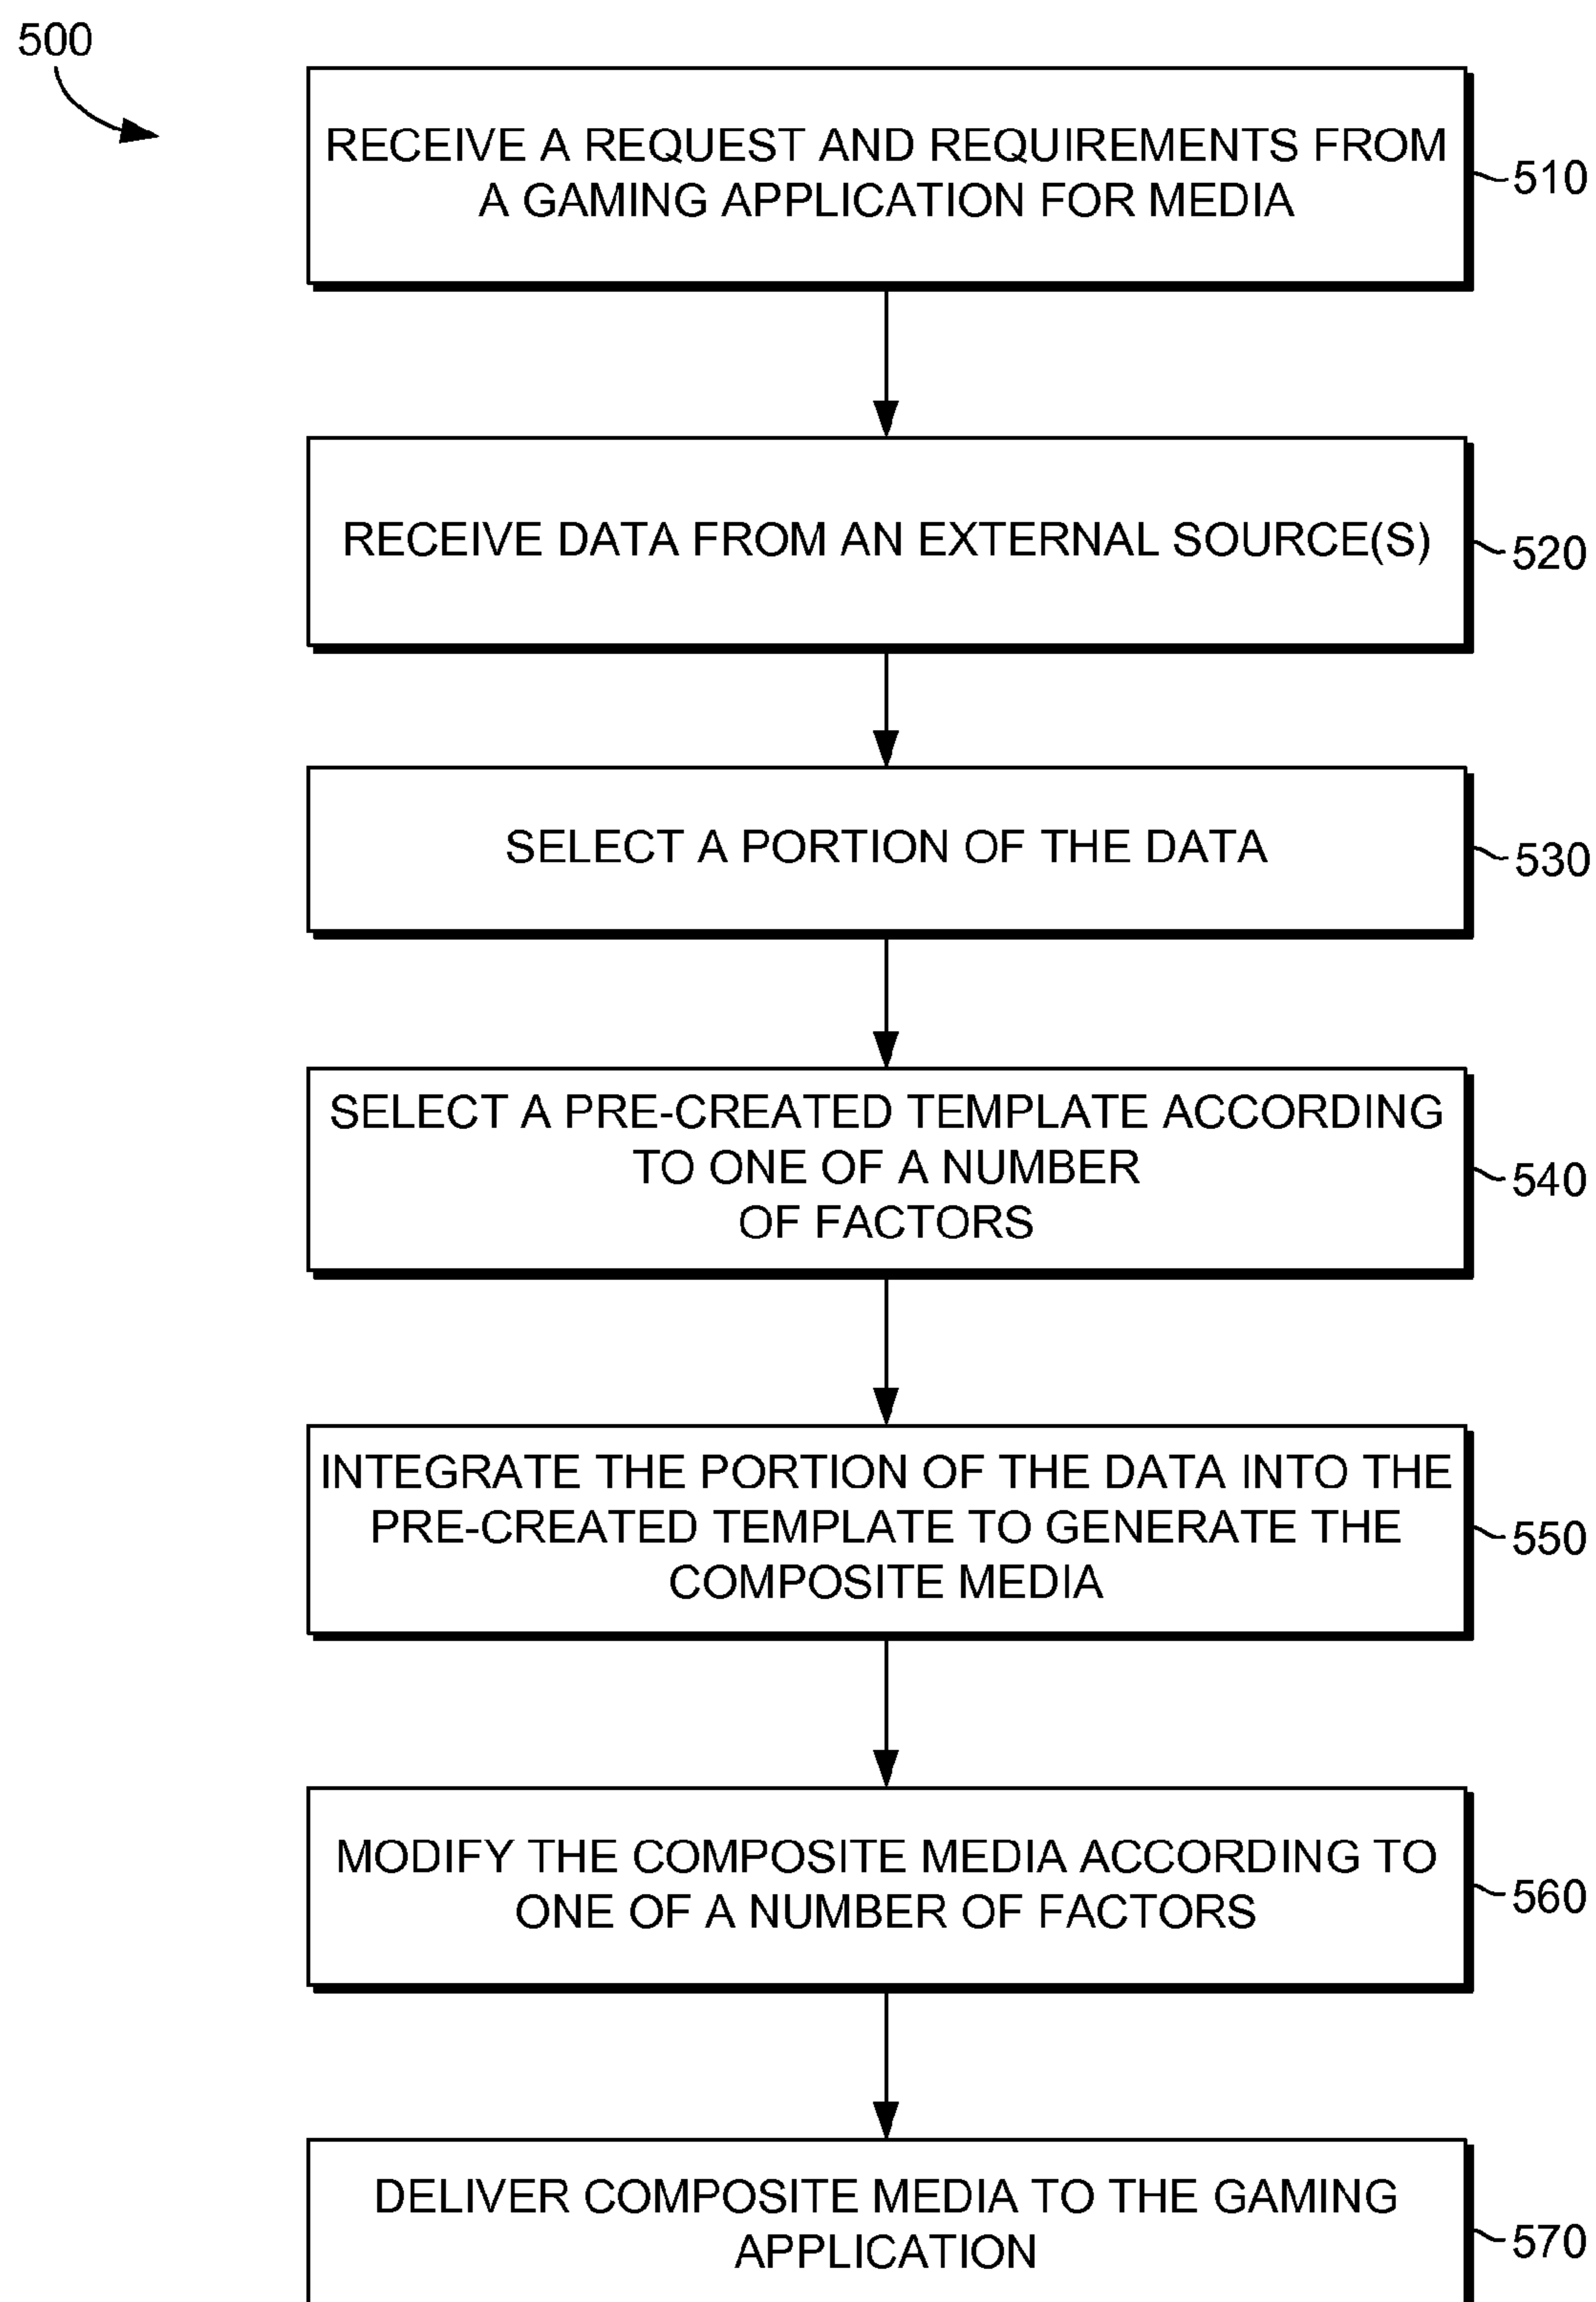 500
RECEIVE A REQUEST AND REQUIREMENTS FROM
A GAMING APPLICATION FOR MEDIA
510
RECEIVE DATA FROM AN EXTERNAL SOURCE(S)
520
SELECT A PORTION OF THE DATA
530
SELECT A PRE-CREATED TEMPLATE ACCORDING
TO ONE OF A NUMBER
OF FACTORS
540
INTEGRATE THE PORTION OF THE DATA INTO THE
PRE-CREATED TEMPLATE TO GENERATE THE
COMPOSITE MEDIA
550
MODIFY THE COMPOSITE MEDIA ACCORDING TO
ONE OF A NUMBER OF FACTORS
560
DELIVER COMPOSITE MEDIA TO THE GAMING
APPLICATION
570